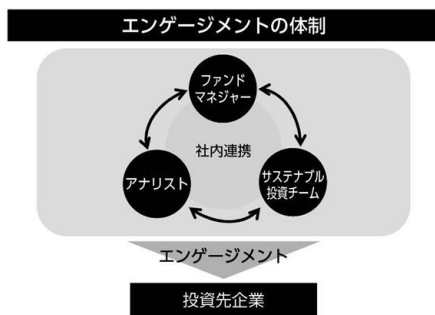 エンゲージメントの体制
ファンド
マネジャー
社内連携
アナリスト
サステナブル
投資チーム
エンゲージメント
投資先企業